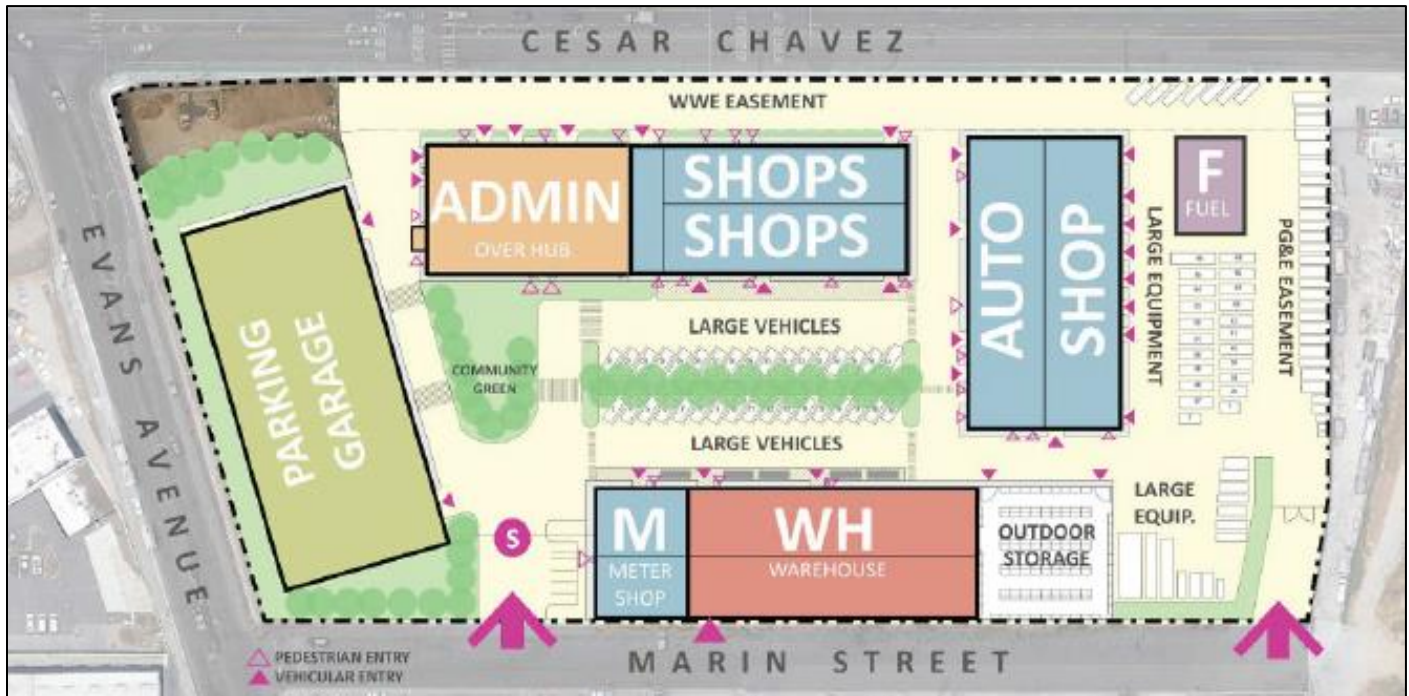 CESAR CHAVEZ
WWE EASEMENT
ADMIN
OVER HUB
SHOPS
SHOPS
AUTO
SHOP
LARGE EQUIPMENT
F
FUEL
PG&E EASEMENT
EVANS AVENUE
PARKING
GARAGE
COMMUNITY
GREEN
LARGE VEHICLES
LARGE VEHICLES
S
M
METER
SHOP
WH
WAREHOUSE
OUTDOOR
STORAGE
LARGE
EQUIP.
PEDESTRIAN ENTRY
VEHICULAR ENTRY
MARIN STREET